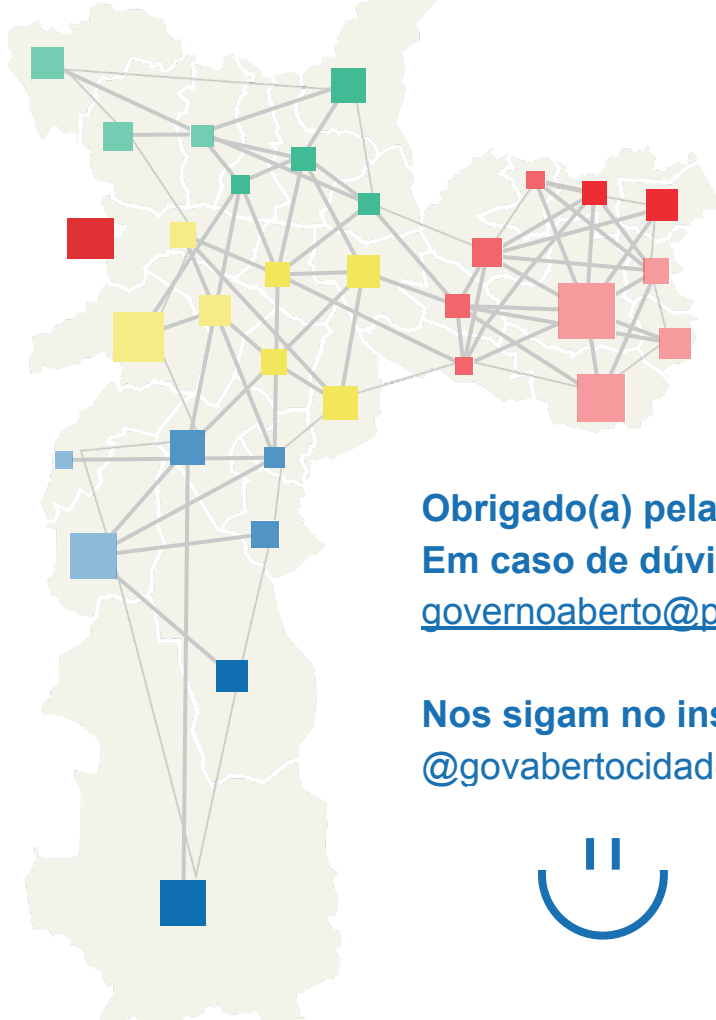 Obrigado(a) pela
Em caso de dúvi
governoaberto@p
Nos sigam no ins
@govabertocidad